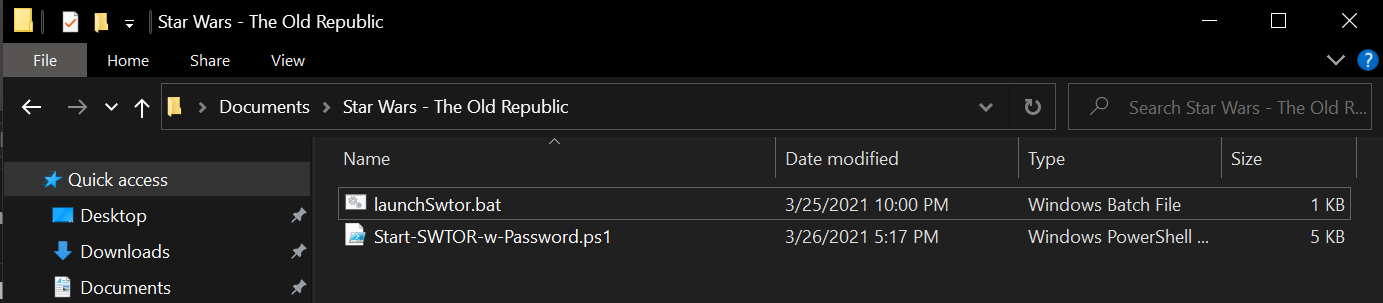 Star Wars - The Old Republic
File Home Share View
Documents Star Wars - The Old Republic Search Star Wars - The Old R...
Name Date modified Type Size
Quick access
launchSwtor.bat 3/25/2021 10:00 PM Windows Batch File 1 KB
Desktop
Start-SWTOR-w-Password.ps1 3/26/2021 5:17 PM Windows PowerShell ... 5 KB
Downloads
Documents